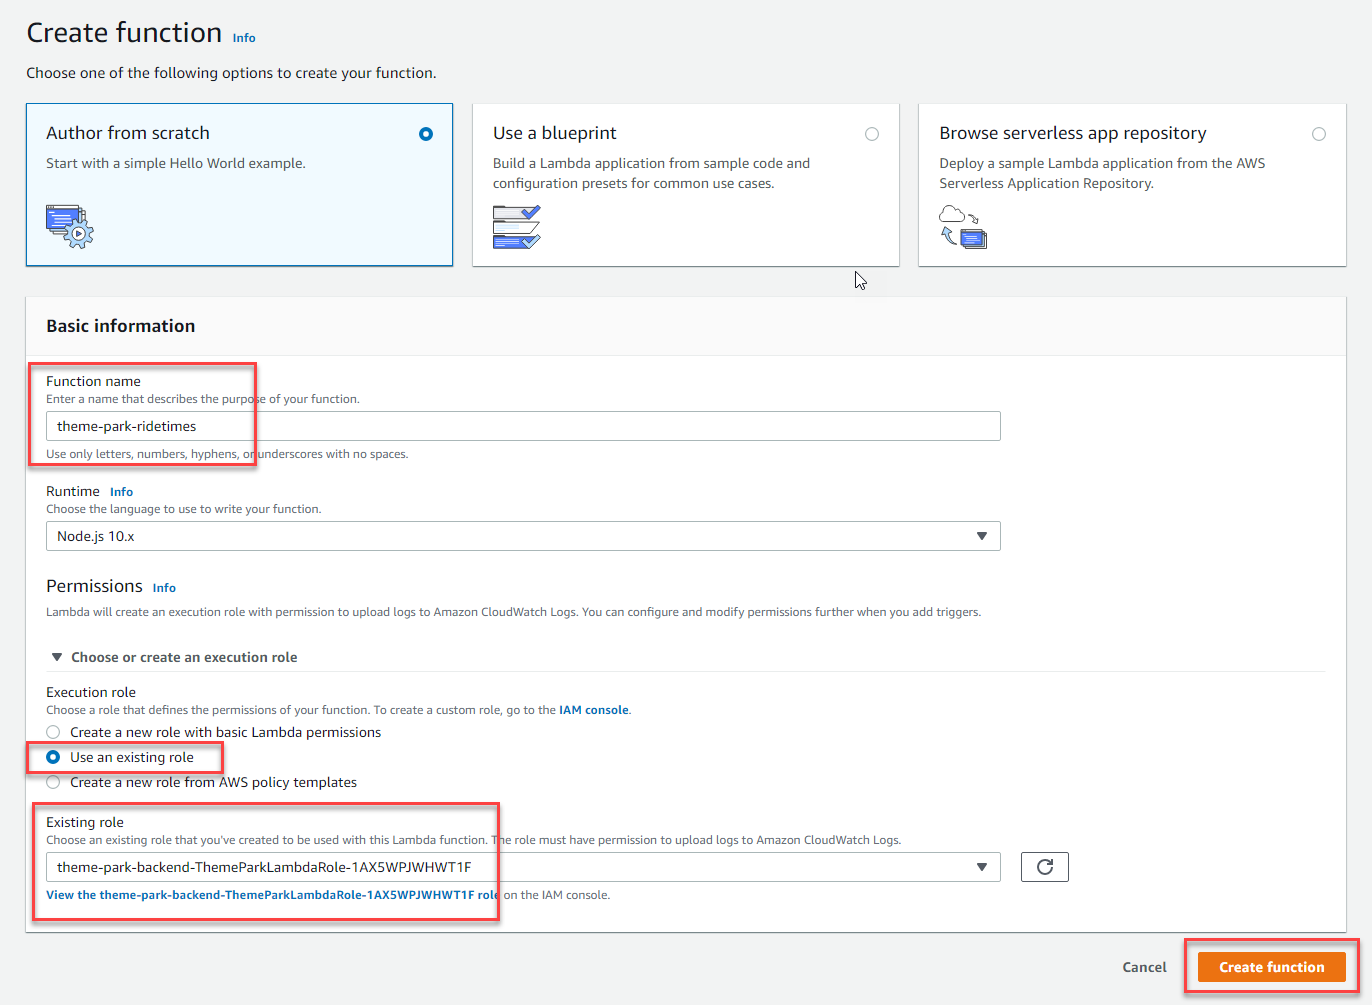 Create function Info
Choose one of the following options to create your function.
Author from scratch
Start with a simple Hello World example.
Use a blueprint
Build a Lambda application from sample code and
configuration presets for common use cases.
Browse serverless app repository
Deploy a sample Lambda application from the AWS
Serverless Application Repository.
Basic information
Function name
Enter a name that describes the purpose of your function.
theme-park-ridetimes
Use only letters, numbers, hyphens, or underscores with no spaces.
Runtime Info
Choose the language to use to write your function.
Node.js 10.x
Permissions Info
Lambda will create an execution role with permission to upload logs to Amazon CloudWatch Logs. You can configure and modify permissions further when you add triggers.
Choose or create an execution role
Execution role
Choose a role that defines the permissions of your function. To create a custom role, go to the IAM console.
Create a new role with basic Lambda permissions
Use an existing role
Create a new role from AWS policy templates
Existing role
Choose an existing role that you've created to be used with this Lambda function. The role must have permission to upload logs to Amazon CloudWatch Logs.
theme-park-backend-ThemeParkLambdaRole-1AX5WPJWHWT1F
View the theme-park-backend-ThemeParkLambdaRole-1AX5WPJWHWT1F role on the IAM console.
Cancel
Create function